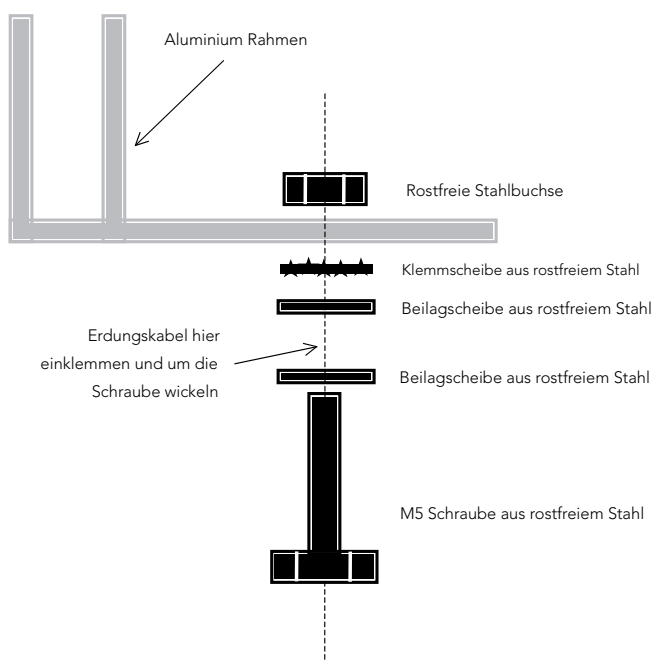 Aluminium Rahmen
Rostfreie Stahlbuchse
Klemmscheibe aus rostfreiem Stahl
Beilagscheibe aus rostfreiem Stahl
Erdungskabel hier
einklemmen und um die
Schraube wickeln
Beilagscheibe aus rostfreiem Stahl
M5 Schraube aus rostfreiem Stahl